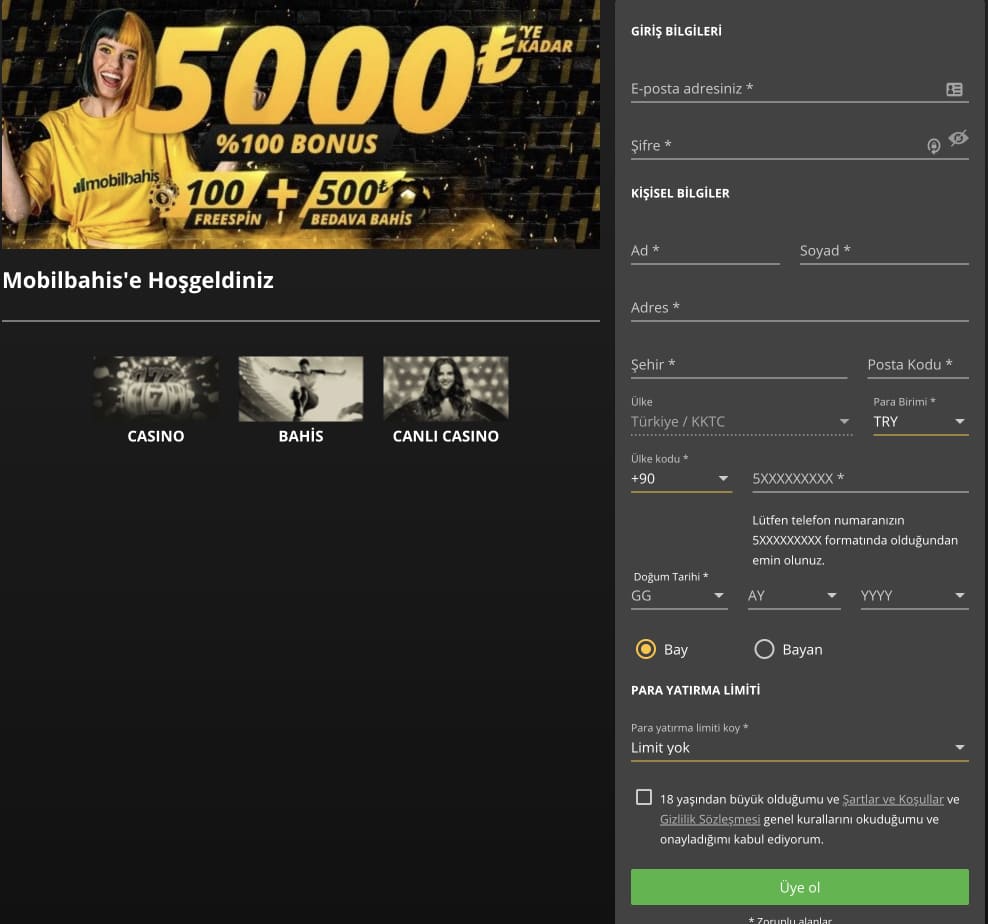 5000₺'YE
KADAR
%100 BONUS
mobilbahis
100 + 500₺
FREESPİN BEDAVA BAHİS
Mobilbahis'e Hoşgeldiniz
CASINO BAHİS CANLI CASINO
GİRİŞ BİLGİLERİ
E-posta adresiniz *
Şifre *
KİŞİSEL BİLGİLER
Ad * Soyad *
Adres *
Şehir * Posta Kodu *
Ülke Para Birimi *
Türkiye / KKTC TRY
Ülke kodu *
+90 5XXXXXXXXX *
Lütfen telefon numaranızın
5XXXXXXXXX formatında olduğundan
emin olunuz.
Doğum Tarihi *
GG AY YYYY
Bay Bayan
PARA YATIRMA LİMİTİ
Para yatırma limiti koy *
Limit yok
18 yaşından büyük olduğumu ve Şartlar ve Koşullar ve
Gizlilik Sözleşmesi genel kurallarını okuduğumu ve
onayladığımı kabul ediyorum.
Üye ol
* Zorunlu alanlar